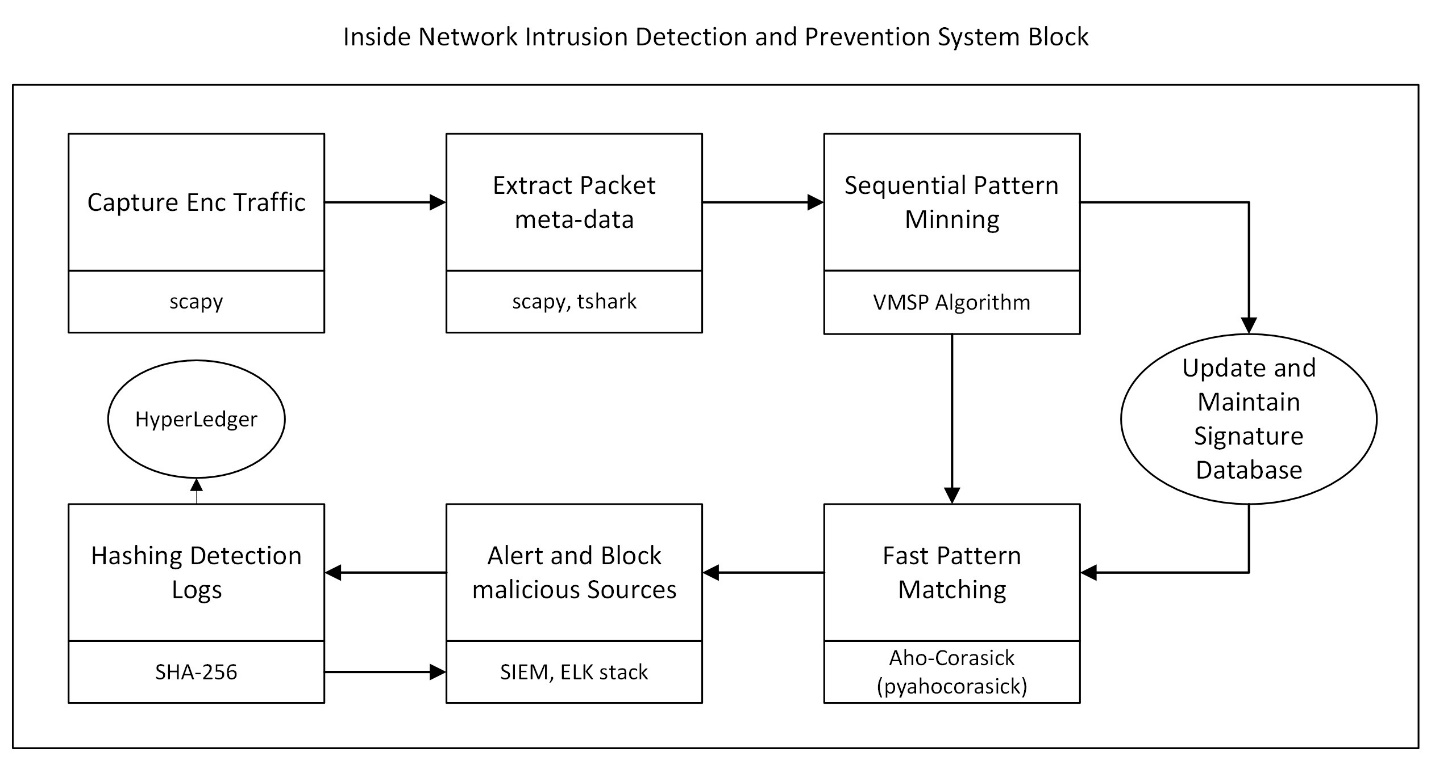 Inside Network Intrusion Detection and Prevention System Block
Capture Enc Traffic
scapy
Extract Packet
meta-data
scapy, tshark
Sequential Pattern
Minning
VMSP Algorithm
Update and
Maintain
Signature
Database
HyperLedger
Hashing Detection
Logs
SHA-256
Alert and Block
malicious Sources
SIEM, ELK stack
Fast Pattern
Matching
Aho-Corasick
(pyahocorasick)